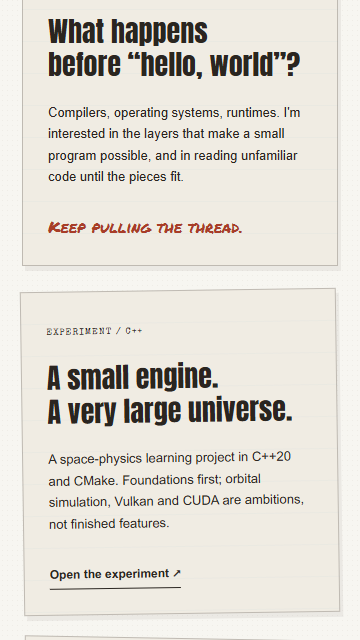 What happens
before “hello, world”?
Compilers, operating systems, runtimes. I'm
interested in the layers that make a small
program possible, and in reading unfamiliar
code until the pieces fit.
Keep pulling the thread.
EXPERIMENT / C++
A small engine.
A very large universe.
A space-physics learning project in C++20
and CMake. Foundations first; orbital
simulation, Vulkan and CUDA are ambitions,
not finished features.
Open the experiment ↗